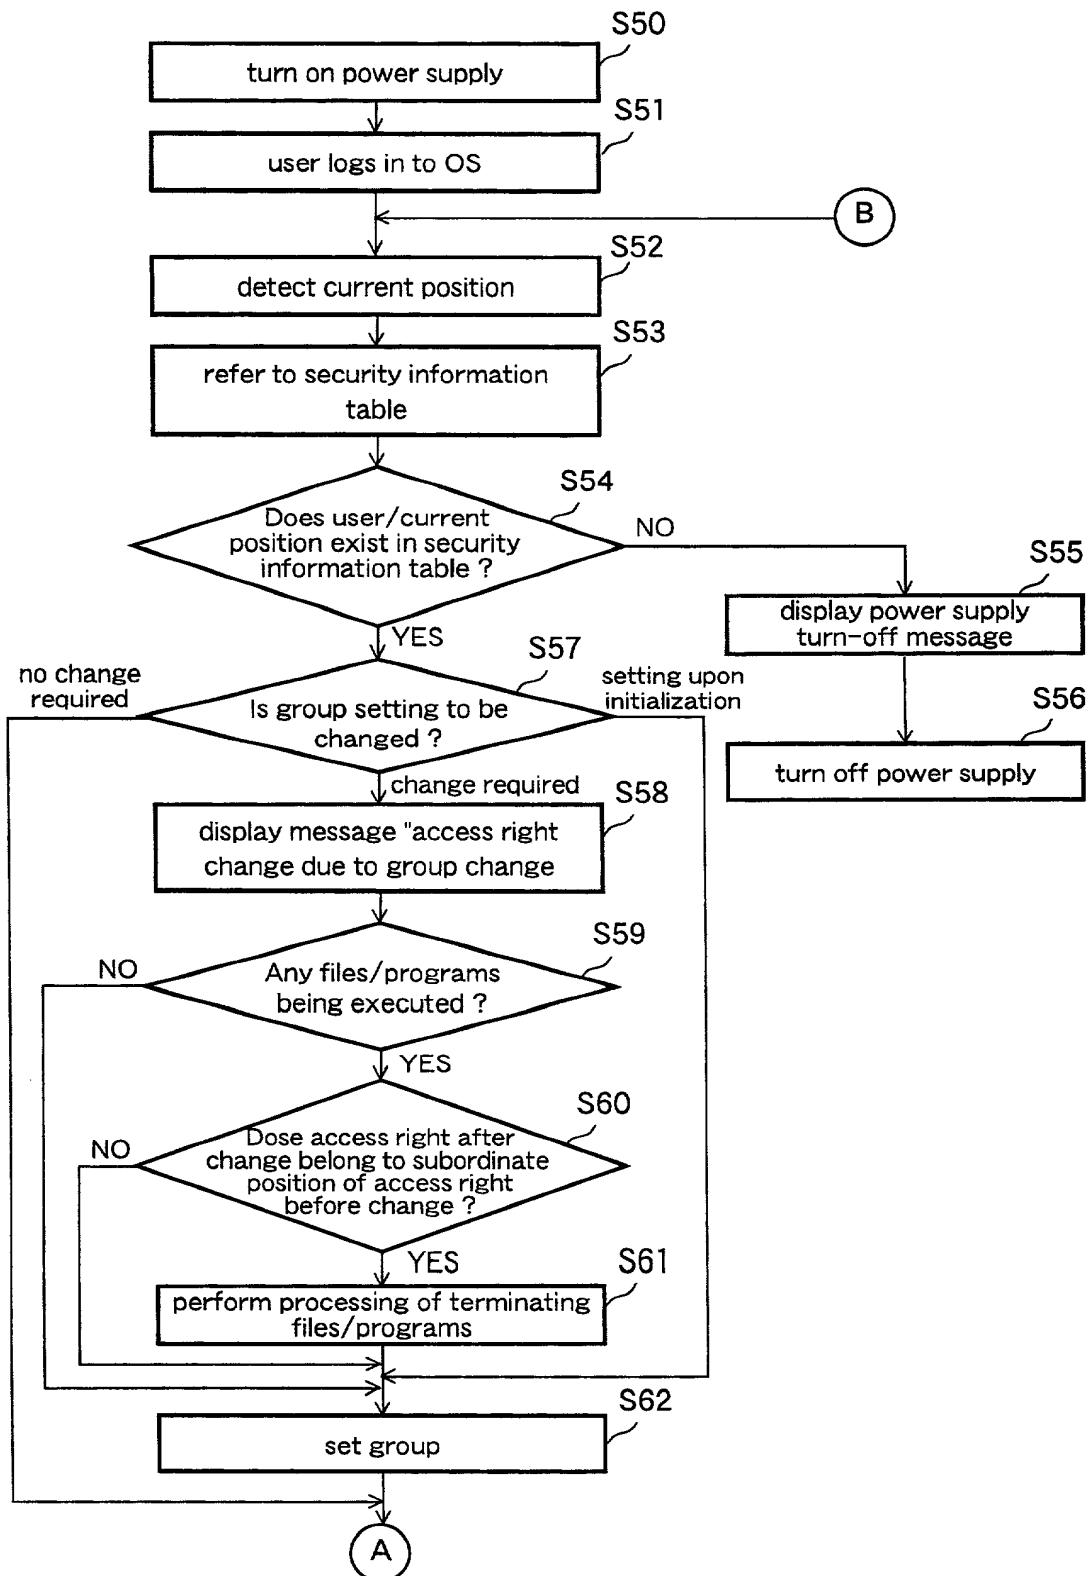 S50
turn on power supply
S51
user logs in to OS
B
S52
detect current position
S53
refer to security information
table
S54
Does user/current
position exist in security
information table ?
NO
YES
S55
display power supply
turn-off message
S56
turn off power supply
S57
no change
required
setting upon
initialization
Is group setting to be
changed ?
change required
S58
display message "access right
change due to group change
S59
NO
Any files/programs
being executed ?
YES
S60
NO
Dose access right after
change belong to subordinate
position of access right
before change ?
YES
S61
perform processing of terminating
files/programs
S62
set group
A